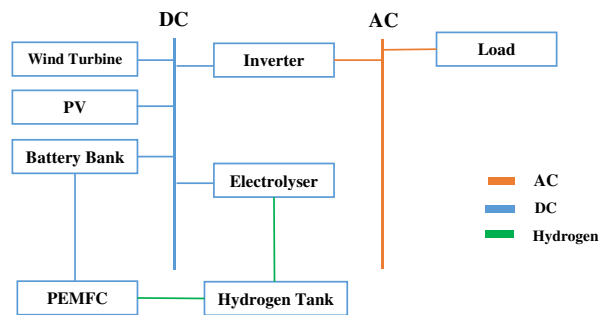 DC
AC
Wind Turbine
Inverter
Load
PV
Battery Bank
Electrolyser
AC
DC
Hydrogen
PEMFC
Hydrogen Tank